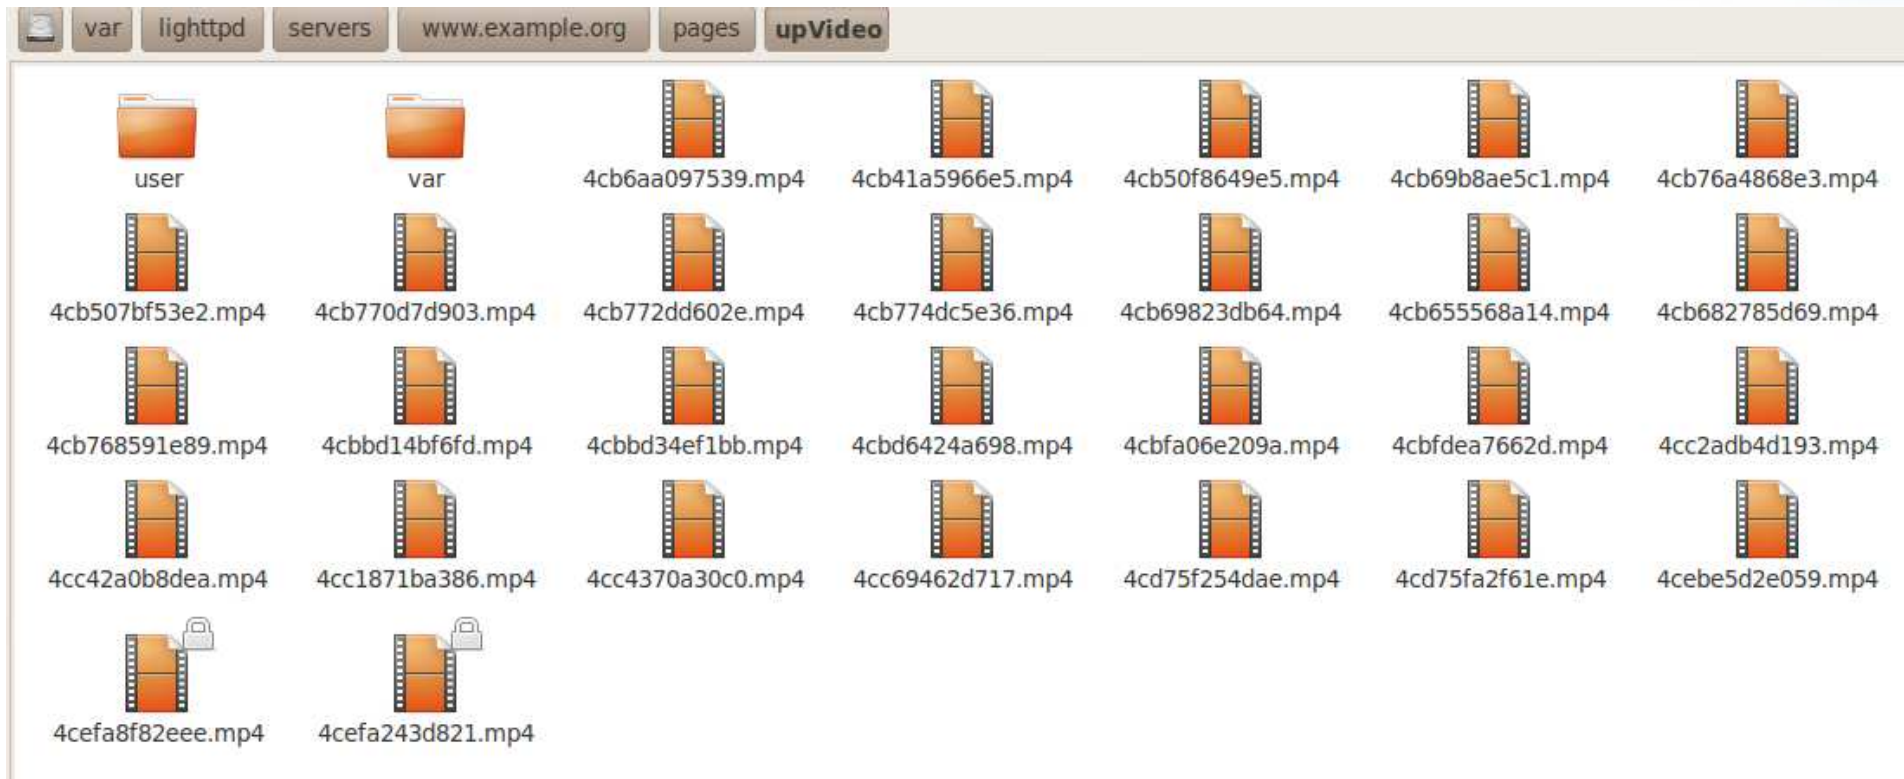 var lighttpd servers www.example.org pages upVideo
user var 4cb6aa097539.mp4 4cb41a5966e5.mp4 4cb50f8649e5.mp4 4cb69b8ae5c1.mp4 4cb76a4868e3.mp4
4cb507bf53e2.mp4 4cb770d7d903.mp4 4cb772dd602e.mp4 4cb774dc5e36.mp4 4cb69823db64.mp4 4cb655568a14.mp4 4cb682785d69.mp4
4cb768591e89.mp4 4cbbd14bf6fd.mp4 4cbbd34ef1bb.mp4 4cbd6424a698.mp4 4cbfa06e209a.mp4 4cbfdea7662d.mp4 4cc2adb4d193.mp4
4cc42a0b8dea.mp4 4cc1871ba386.mp4 4cc4370a30c0.mp4 4cc69462d717.mp4 4cd75f254dae.mp4 4cd75fa2f61e.mp4 4cebe5d2e059.mp4
4cefa8f82eee.mp4 4cefa243d821.mp4